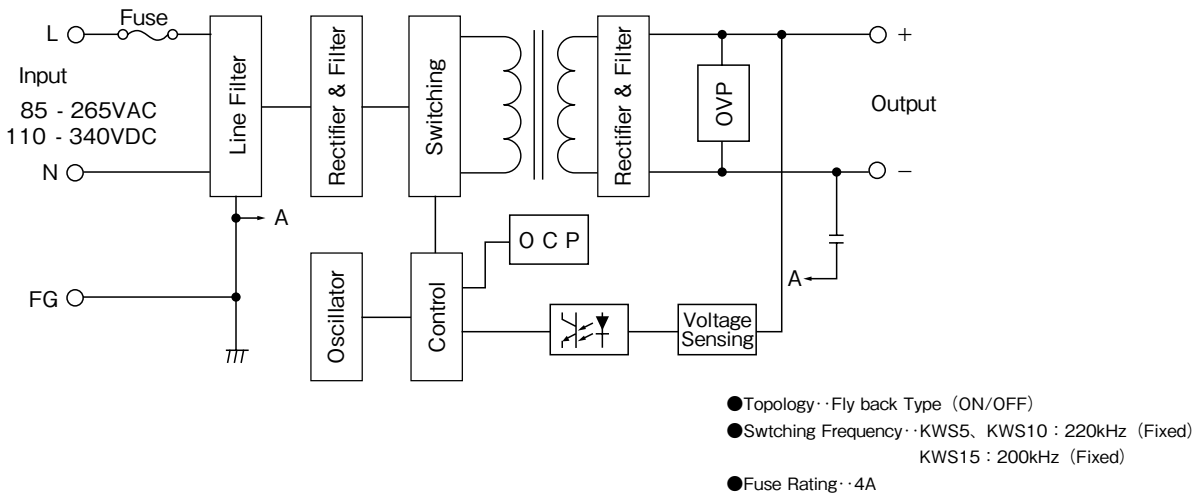 Fuse
L
Input
85 - 265VAC
110 - 340VDC
N
FG
Line Filter
Rectifier & Filter
Switching
Rectifier & Filter
OVP
+
Output
−
A
A
O C P
Oscillator
Control
Voltage
Sensing
●Topology‥Fly back Type（ON/OFF）
●Swtching Frequency‥KWS5、KWS10：220kHz（Fixed）
KWS15：200kHz（Fixed）
●Fuse Rating‥4A